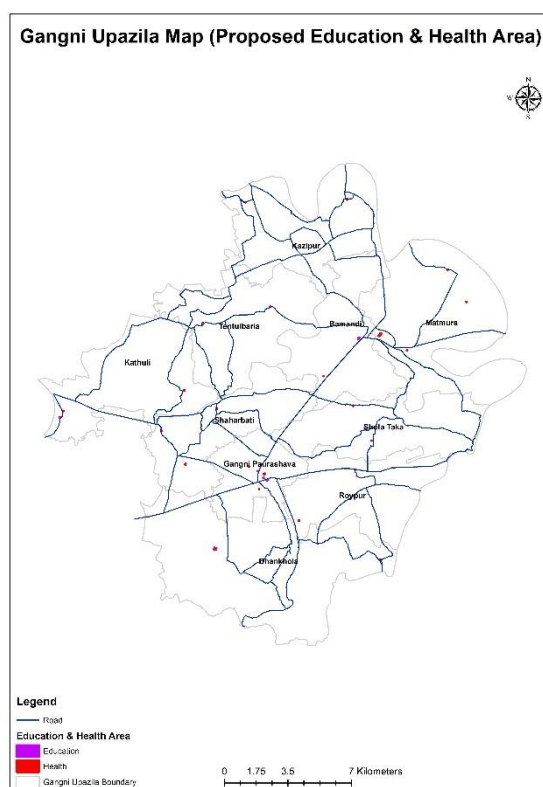 Gangni Upazila Map (Proposed Education & Health Area)
N
W E
S
Kazipur
Tentulbaria
Bamandi
Matmura
Kathuli
Shaharbati
Shola Taka
Gangni Paurashava
Roypur
Dhankhola
Legend
Road
Education & Health Area
Education
Health
Gangni Upazila Boundary
0 1.75 3.5 7 Kilometers